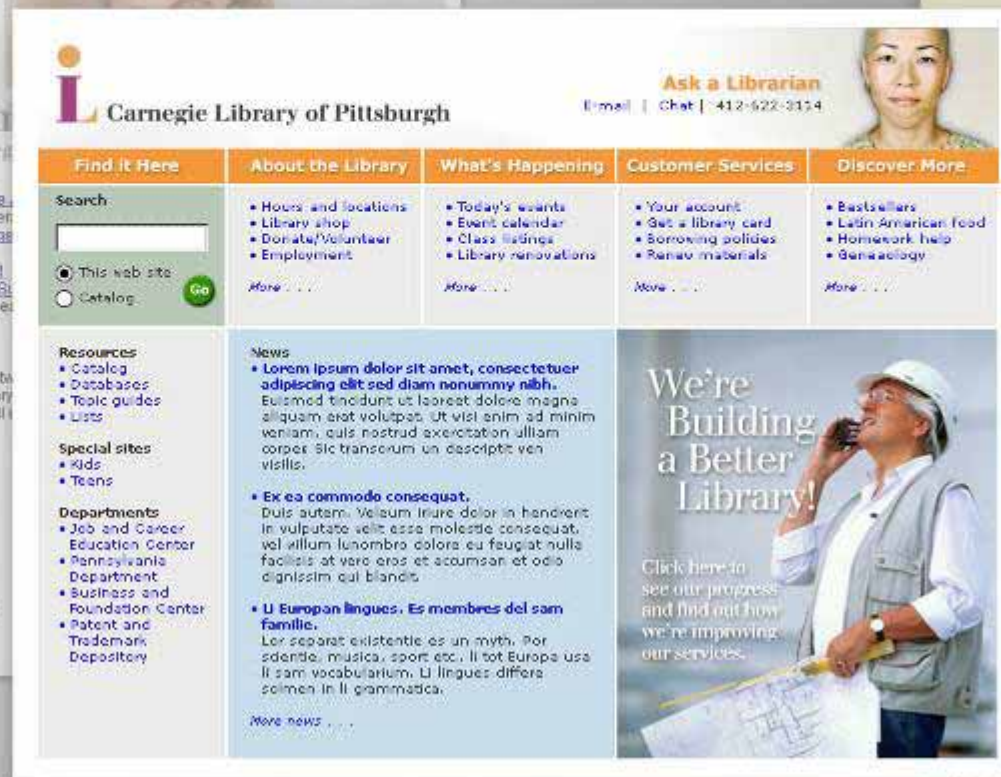 iL Carnegie Library of Pittsburgh
Ask a Librarian
E-mail | Chat | 412-622-3114
Find it Here
About the Library
What's Happening
Customer Services
Discover More
Search
This web site
Catalog
Go
• Hours and locations
• Library shop
• Donate/Volunteer
• Employment
More . . .
• Today's events
• Event calendar
• Class listings
• Library renovations
More . . .
• Your account
• Get a library card
• Borrowing policies
• Renew materials
More . . .
• Bestsellers
• Latin American food
• Homework help
• Geneaology
More . . .
Resources
• Catalog
• Databases
• Topic guides
• Lists
Special sites
• Kids
• Teens
Departments
• Job and Career
Education Center
• Pennsylvania
Department
• Business and
Foundation Center
• Patent and
Trademark
Depository
News
• Lorem ipsum dolor sit amet, consectetuer
adipiscing elit sed diam nonummy nibh.
Euismod tincidunt ut laoreet dolore magna
aliquam erat volutpat. Ut visi enim ad minim
veniam, quis nostrud exercitation ulliam
corper. Sic transorum un descriptit ven
visilis.
• Ex ea commodo consequat.
Duis autem. Veleum iriure dolor in hendrerit
in vulputate velit esse molestie consequat,
vel willum lunombro dolore eu feugiat nulla
facilisis at vero eros et accumsan et odio
dignissim qui blandit.
• Li Europan lingues. Es membres del sam
familie.
Lor separat existentie es un myth. Por
scientie, musica, sport etc., li tot Europa usa
li sam vocabularium. Li lingues differe
solmen in li grammatica.
More news . . .
We're
Building
a Better
Library!
Click here to
see our progress
and find out how
we're improving
our services.